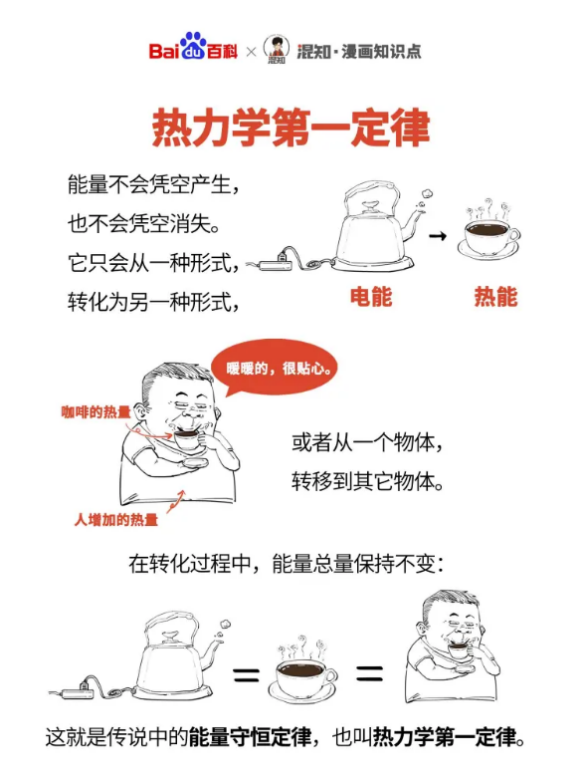 Bai du 百科 × 混知 混知·漫画知识点
热力学第一定律
能量不会凭空产生，
也不会凭空消失。
它只会从一种形式，
转化为另一种形式，
电能
热能
暖暖的，很贴心。
咖啡的热量
人增加的热量
或者从一个物体，
转移到其它物体。
在转化过程中，能量总量保持不变：
= =
这就是传说中的能量守恒定律，也叫热力学第一定律。